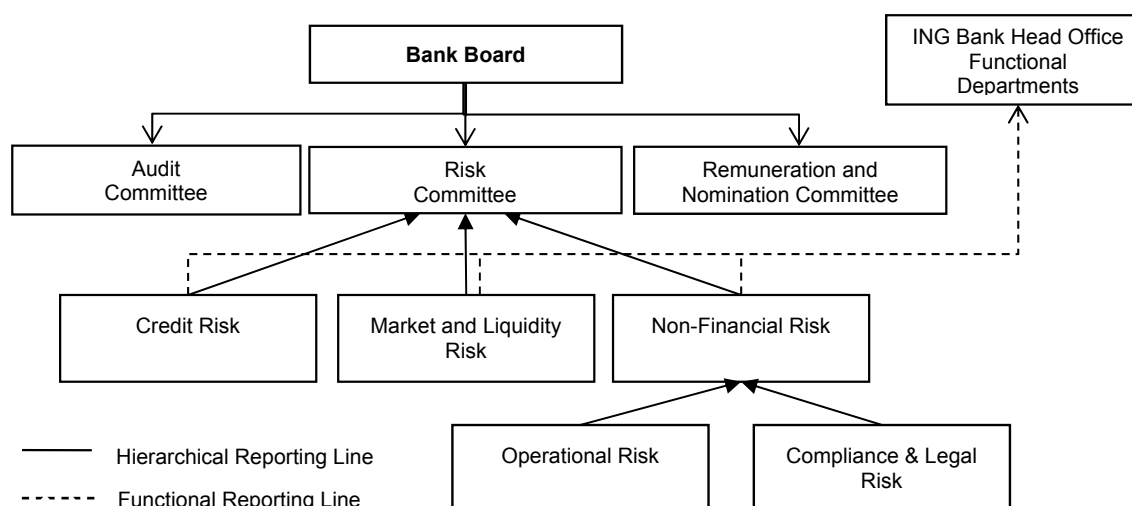 Bank Board
ING Bank Head Office
Functional
Departments
Audit
Committee
Risk
Committee
Remuneration and
Nomination Committee
Credit Risk
Market and Liquidity
Risk
Non-Financial Risk
Operational Risk
Compliance & Legal
Risk
Hierarchical Reporting Line
Functional Reporting Line